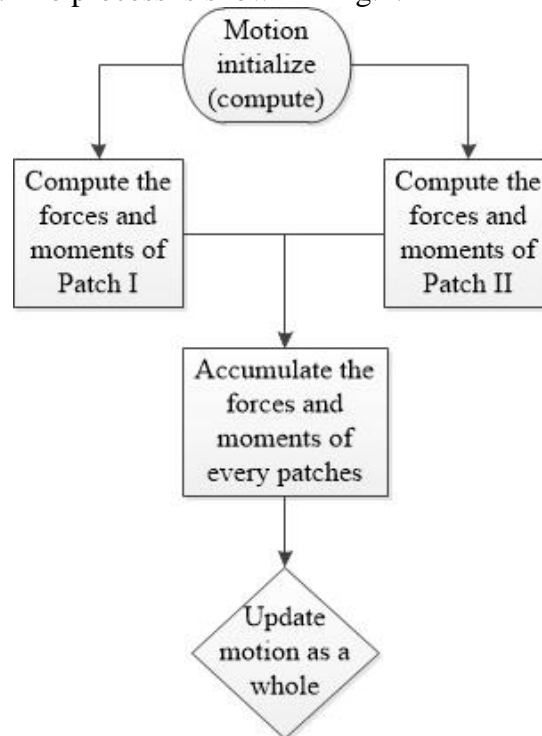 Motion
initialize
(compute)
Compute the
forces and
moments of
Patch I
Compute the
forces and
moments of
Patch II
Accumulate the
forces and
moments of
every patches
Update
motion as a
whole